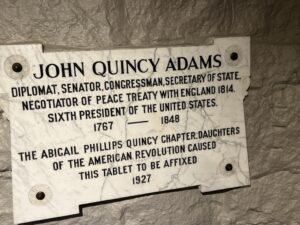 JOHN QUINCY ADAMS
DIPLOMAT, SENATOR, CONGRESSMAN, SECRETARY OF STATE,
NEGOTIATOR OF PEACE TREATY WITH ENGLAND 1814.
SIXTH PRESIDENT OF THE UNITED STATES.
1767 — 1848
THE ABIGAIL PHILLIPS QUINCY CHAPTER, DAUGHTERS
OF THE AMERICAN REVOLUTION CAUSED
THIS TABLET TO BE AFFIXED
1927